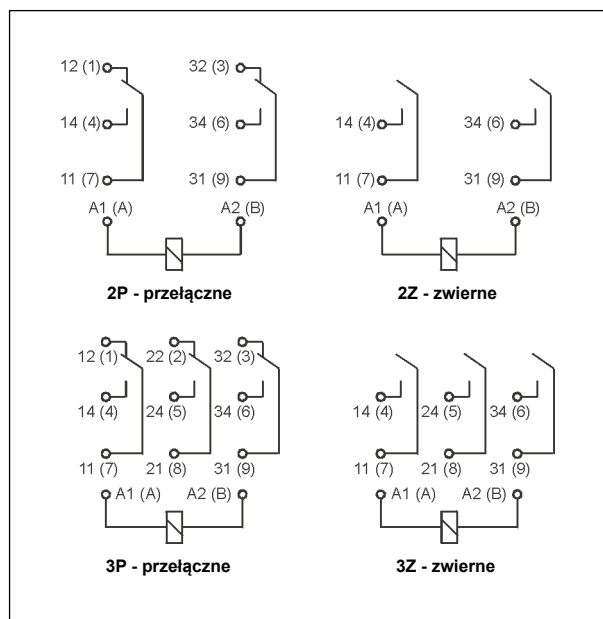 12 (1) 32 (3)
14 (4) 34 (6) 14 (4) 34 (6)
11 (7) 31 (9) 11 (7) 31 (9)
A1 (A) A2 (B) A1 (A) A2 (B)
2P - przełączne 2Z - zwierne
12 (1) 22 (2) 32 (3)
14 (4) 24 (5) 34 (6) 14 (4) 24 (5) 34 (6)
11 (7) 21 (8) 31 (9) 11 (7) 21 (8) 31 (9)
A1 (A) A2 (B) A1 (A) A2 (B)
3P - przełączne 3Z - zwierne